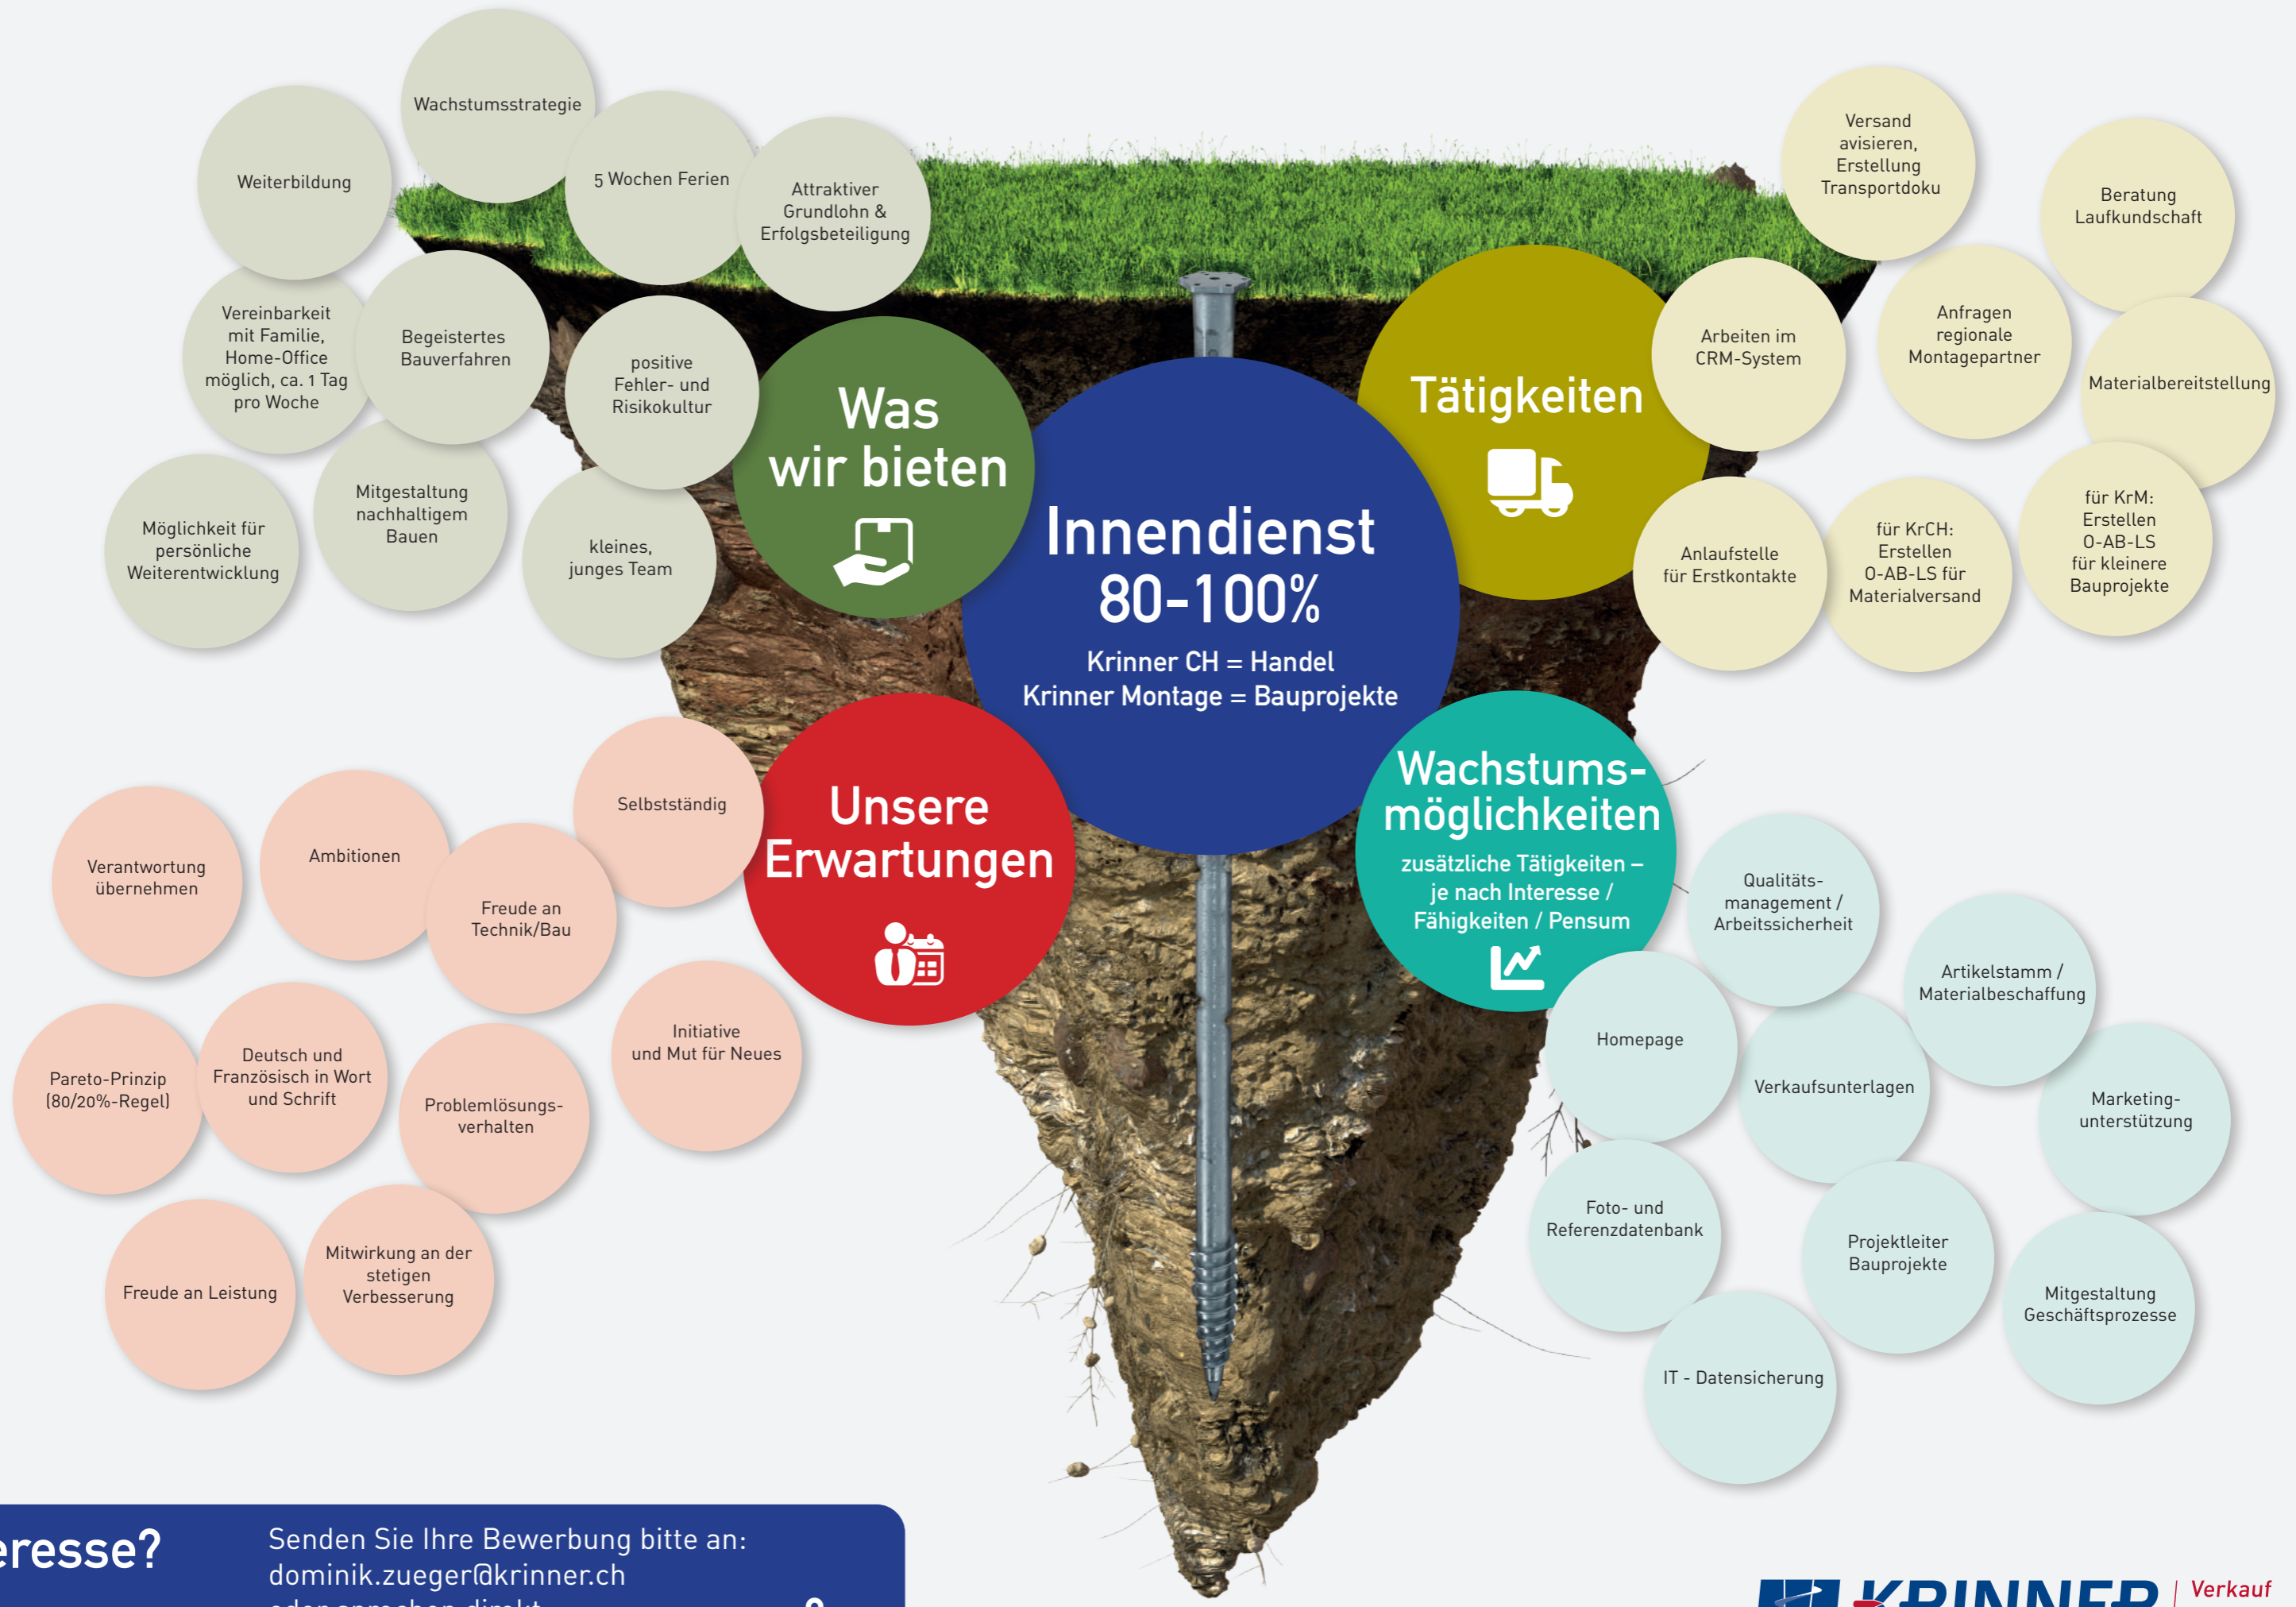 Wachstumsstrategie
Weiterbildung
5 Wochen Ferien
Attraktiver
Grundlohn &
Erfolgsbeteiligung
Vereinbarkeit
mit Familie,
Home-Office
möglich, ca. 1 Tag
pro Woche
Begeistertes
Bauverfahren
positive
Fehler- und
Risikokultur
Möglichkeit für
persönliche
Weiterentwicklung
Mitgestaltung
nachhaltigem
Bauen
kleines,
junges Team
Was
wir bieten
Innendienst
80-100%
Krinner CH = Handel
Krinner Montage = Bauprojekte
Tätigkeiten
Versand
avisieren,
Erstellung
Transportdoku
Beratung
Laufkundschaft
Arbeiten im
CRM-System
Anfragen
regionale
Montagepartner
Materialbereitstellung
Anlaufstelle
für Erstkontakte
für KrCH:
Erstellen
O-AB-LS für
Materialversand
für KrM:
Erstellen
O-AB-LS
für kleinere
Bauprojekte
Unsere
Erwartungen
Selbstständig
Verantwortung
übernehmen
Ambitionen
Freude an
Technik/Bau
Pareto-Prinzip
(80/20%-Regel)
Deutsch und
Französisch in Wort
und Schrift
Problemlösungs-
verhalten
Initiative
und Mut für Neues
Freude an Leistung
Mitwirkung an der
stetigen
Verbesserung
Wachstums-
möglichkeiten
zusätzliche Tätigkeiten –
je nach Interesse /
Fähigkeiten / Pensum
Qualitäts-
management /
Arbeitssicherheit
Artikelstamm /
Materialbeschaffung
Homepage
Verkaufsunterlagen
Marketing-
unterstützung
Foto- und
Referenzdatenbank
Projektleiter
Bauprojekte
Mitgestaltung
Geschäftsprozesse
IT - Datensicherung
eresse?
Senden Sie Ihre Bewerbung bitte an:
dominik.zueger@krinner.ch
oder sprechen direkt
KRINNER
Verkauf